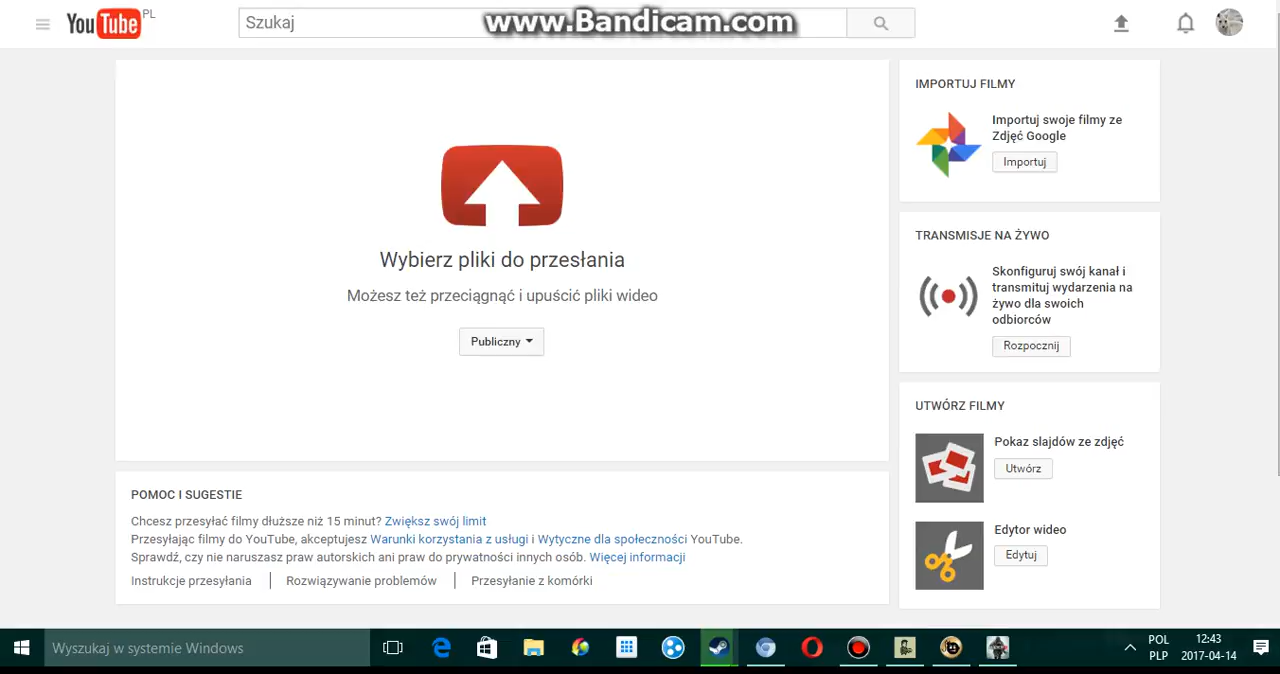 YouTube PL
Szukaj
www.Bandicam.com
Wybierz pliki do przesłania
Możesz też przeciągnąć i upuścić pliki wideo
Publiczny
POMOC I SUGESTIE
Chcesz przesyłać filmy dłuższe niż 15 minut? Zwiększ swój limit
Przesyłając filmy do YouTube, akceptujesz Warunki korzystania z usługi i Wytyczne dla społeczności YouTube.
Sprawdź, czy nie naruszasz praw autorskich ani praw do prywatności innych osób. Więcej informacji
Instrukcje przesyłania | Rozwiązywanie problemów | Przesyłanie z komórki
IMPORTUJ FILMY
Importuj swoje filmy ze
Zdjęć Google
Importuj
TRANSMISJE NA ŻYWO
Skonfiguruj swój kanał i
transmituj wydarzenia na
żywo dla swoich
odbiorców
Rozpocznij
UTWÓRZ FILMY
Pokaz slajdów ze zdjęć
Utwórz
Edytor wideo
Edytuj
Wyszukaj w systemie Windows
POL
PLP
12:43
2017-04-14